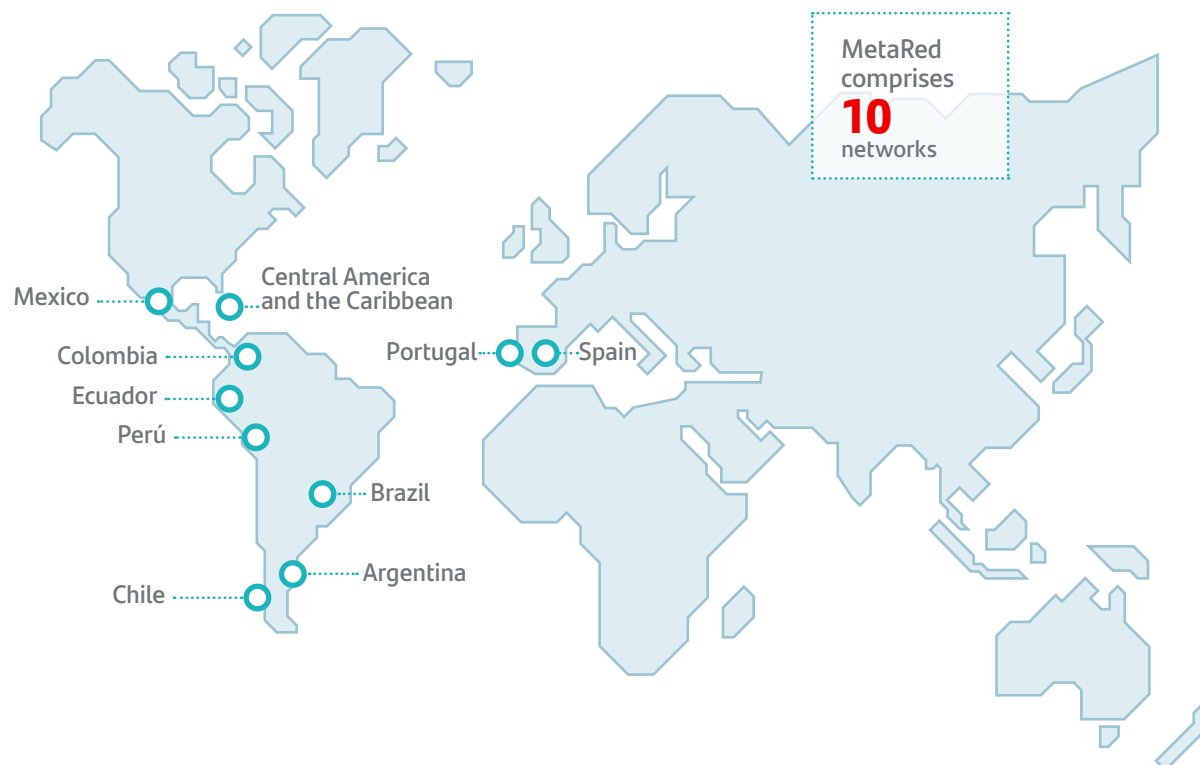 MetaRed
comprises
10
networks
Central America
and the Caribbean
Mexico
Colombia
Portugal
Spain
Ecuador
Perú
Brazil
Argentina
Chile